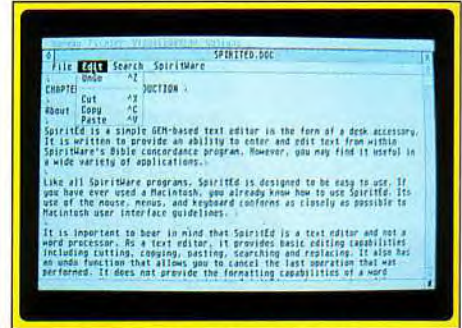 SPIRITED.DOC
File Edit Search SpiritWare
Undo ^Z
CHAPTE DUCTION
Cut ^X
About Copy ^C
Paste ^V
SpiritEd is a simple GEM-based text editor in the form of a desk accessory.
It is written to provide an ability to enter and edit text from within
SpiritWare's Bible concordance program. However, you may find it useful in
a wide variety of applications.
Like all SpiritWare programs, SpiritEd is designed to be easy to use. If
you have ever used a Macintosh, you already know how to use SpiritEd. Its
use of the mouse, menus, and keyboard conforms as closely as possible to
Macintosh user interface guidelines.
It is important to bear in mind that SpiritEd is a text editor and not a
word processor. As a text editor, it provides basic editing capabilities
including cutting, copying, pasting, searching and replacing. It also has
an undo function that allows you to cancel the last operation that was
performed. It does not provide the formatting capabilities of a word